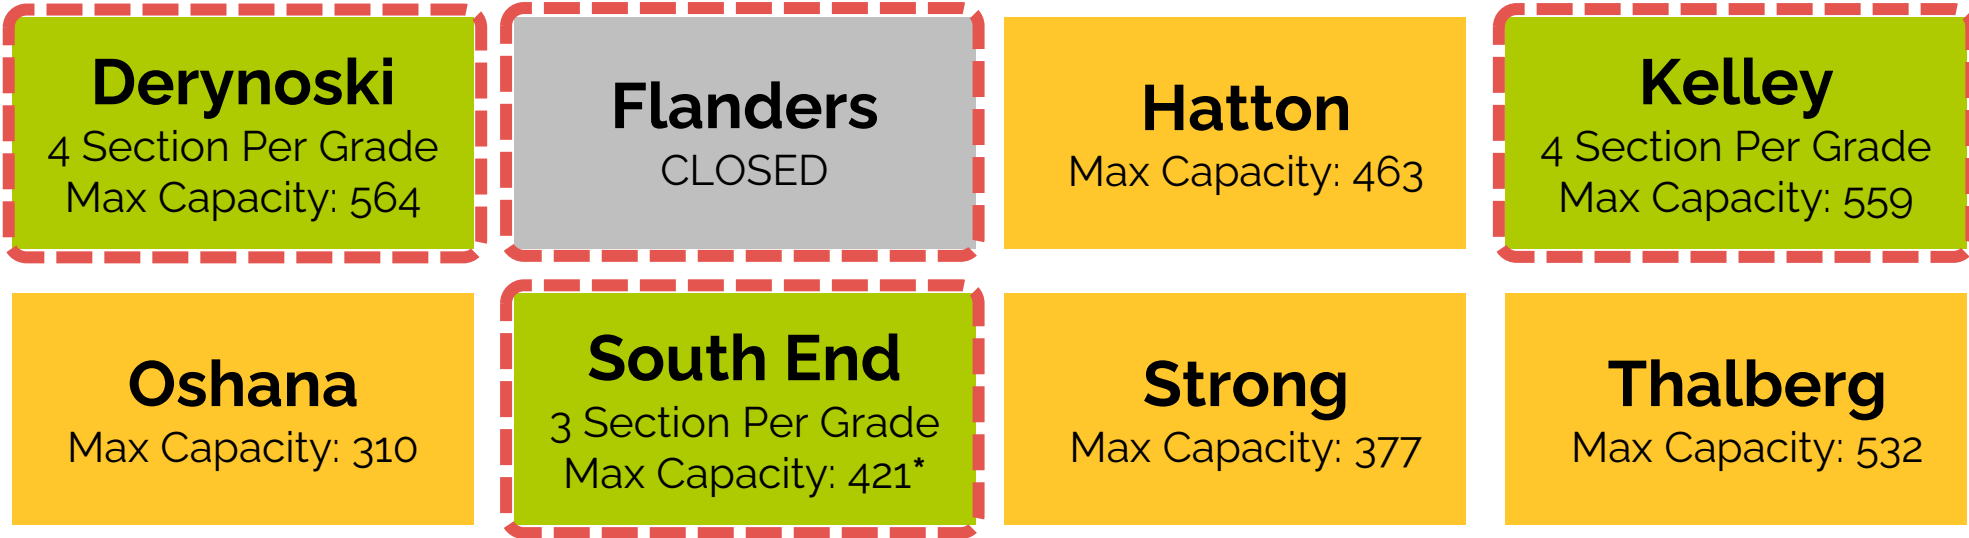 Derynoski
4 Section Per Grade
Max Capacity: 564
Flanders
CLOSED
Hatton
Max Capacity: 463
Kelley
4 Section Per Grade
Max Capacity: 559
Oshana
Max Capacity: 310
South End
3 Section Per Grade
Max Capacity: 421*
Strong
Max Capacity: 377
Thalberg
Max Capacity: 532